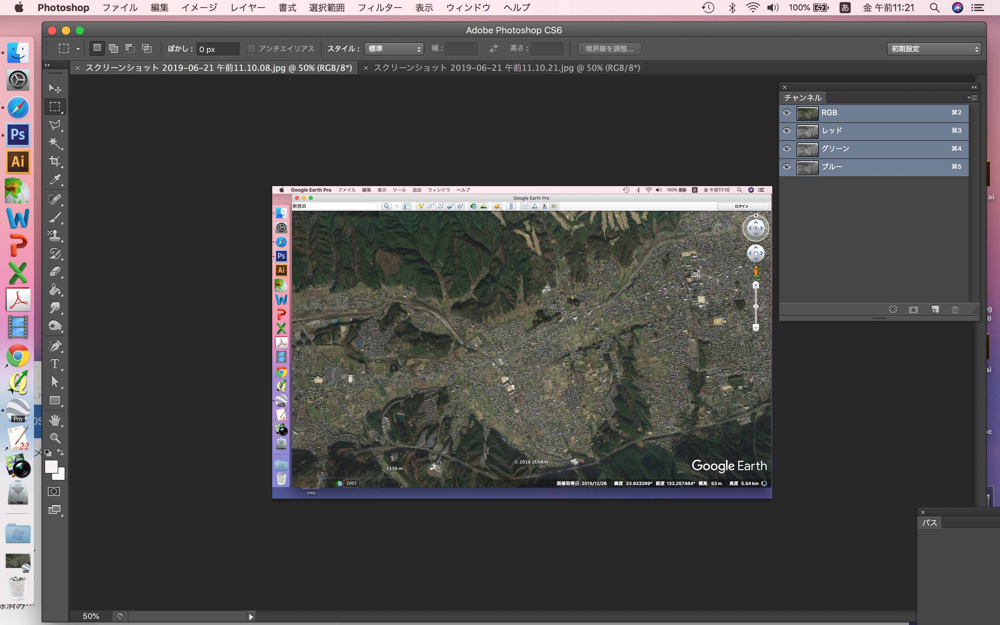 Photoshop ファイル 編集 イメージ レイヤー 書式 選択範囲 フィルター 表示 ウィンドウ ヘルプ 100% あ 金 午前11:21
Adobe Photoshop CS6
ぼかし : 0 px アンチエイリアス スタイル : 標準 幅 : 高さ : 境界線を調整... 初期設定
スクリーンショット 2019-06-21 午前11.10.08.jpg @ 50% (RGB/8*) スクリーンショット 2019-06-21 午前11.10.21.jpg @ 50% (RGB/8*)
チャンネル
RGB ⌘2
レッド ⌘3
グリーン ⌘4
ブルー ⌘5
Ps
Ai
W
P
X
Pro
22
T
.ai
Google Earth Pro ファイル 編集 表示 ツール 追加 ウィンドウ ヘルプ 100% あ 金 午前11:10
Google Earth Pro
新居浜 ログイン
N
Ps
Ai
W
P
X
Pro
22
© 2018 ZENRIN
1130 m
Google Earth
2005 画像取得日: 2015/12/26 緯度 33.923299° 経度 133.257484° 標高 53 m 高度 5.54 km
19項目
パス
50%